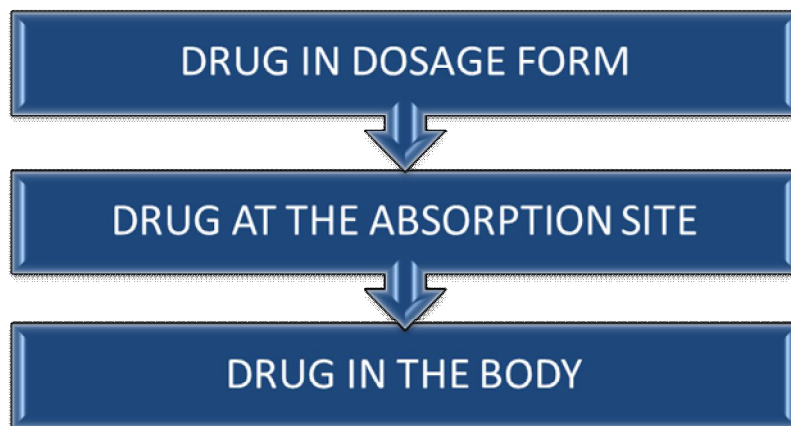 DRUG IN DOSAGE FORM
DRUG AT THE ABSORPTION SITE
DRUG IN THE BODY